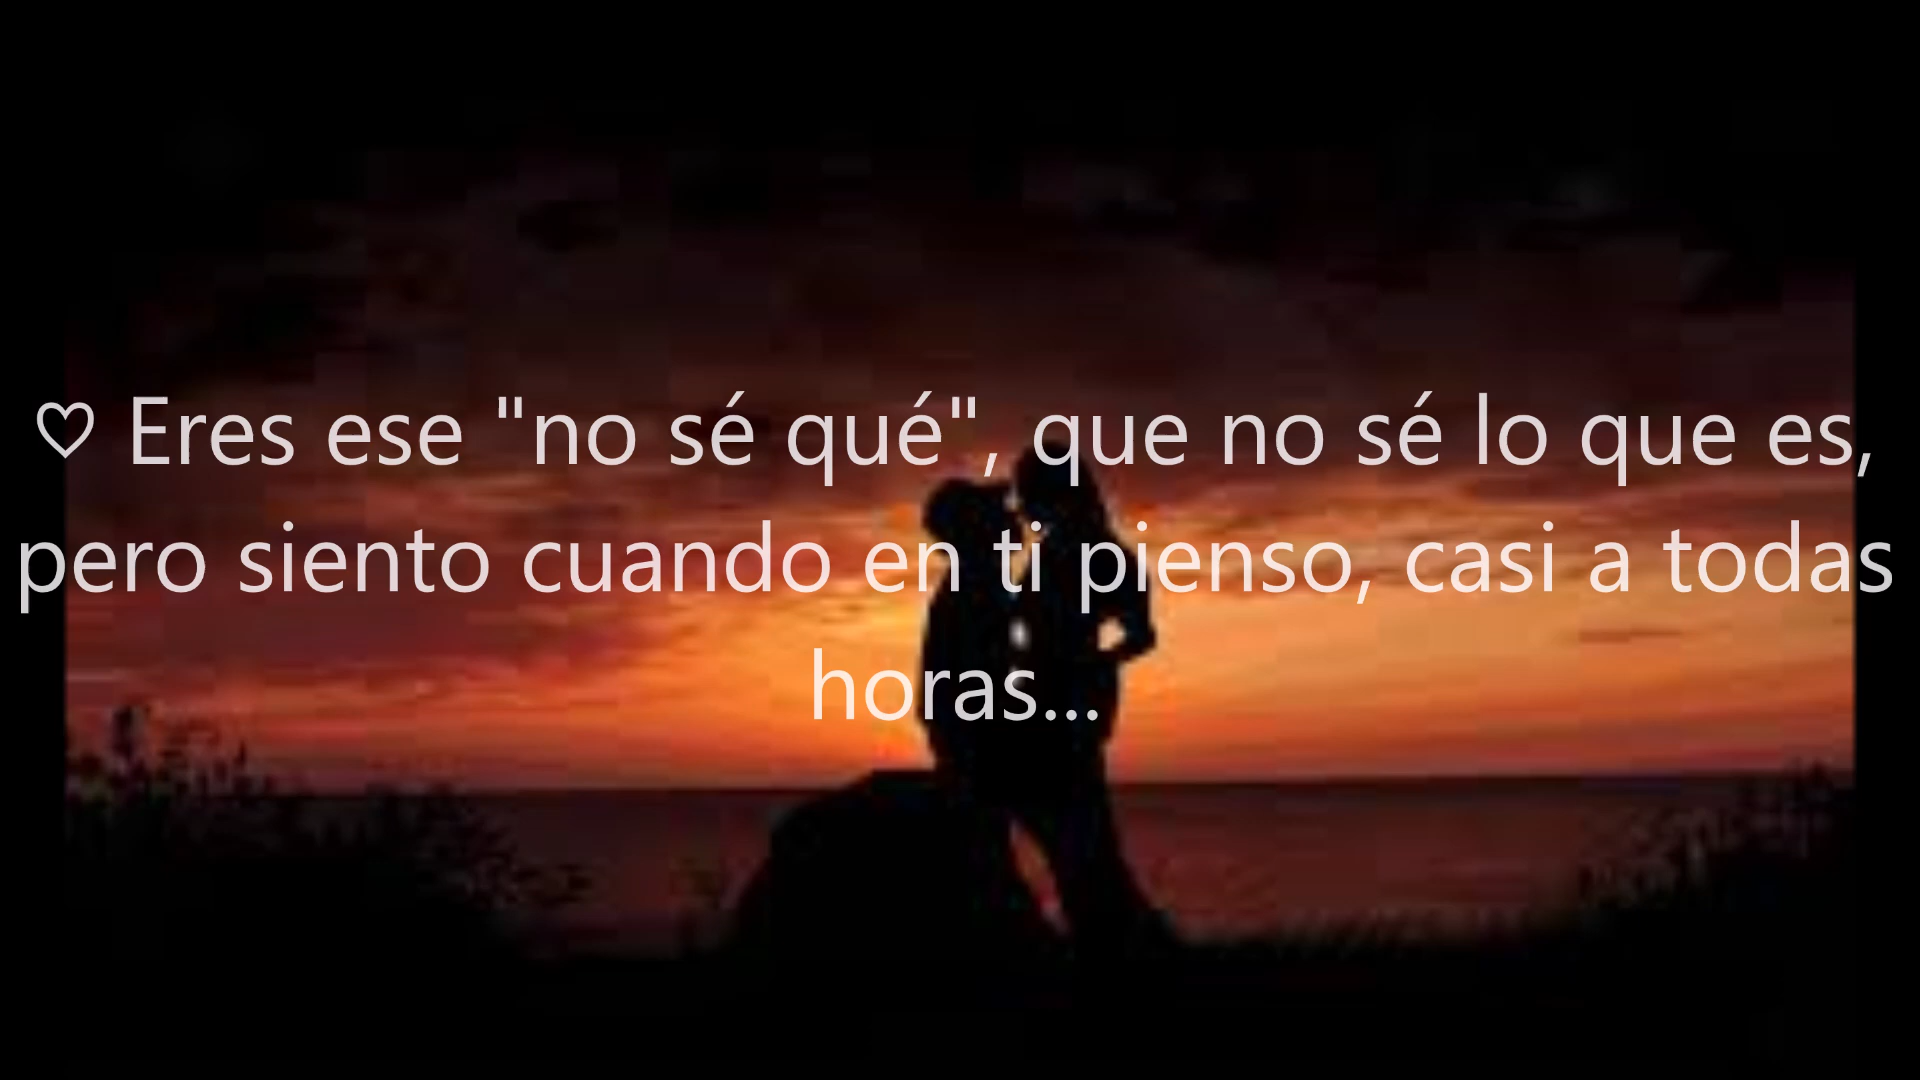 ♡ Eres ese "no sé qué", que no sé lo que es,
pero siento cuando en ti pienso, casi a todas
horas...